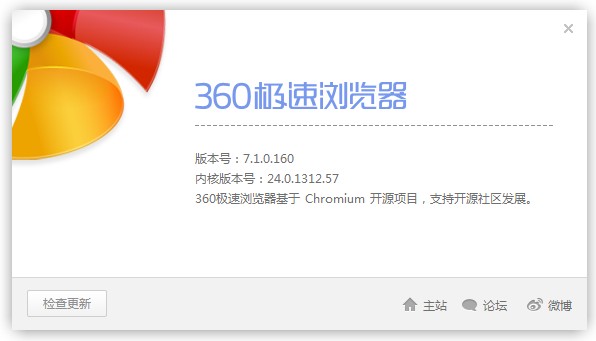 360极速浏览器
版本号：7.1.0.160
内核版本号：24.0.1312.57
360极速浏览器基于 Chromium 开源项目，支持开源社区发展。
检查更新 主站 论坛 微博